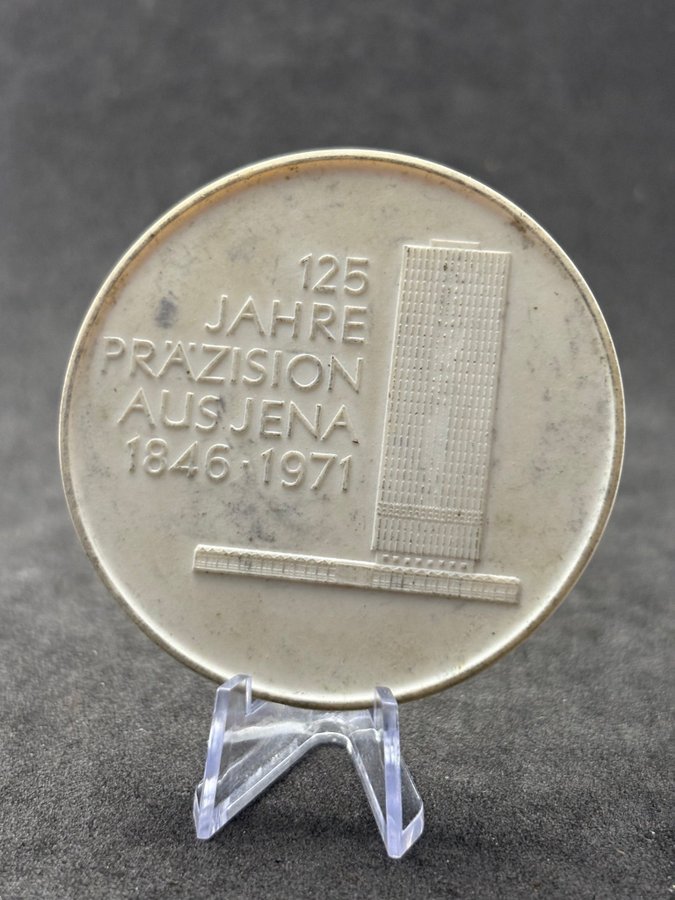 125
JAHRE
PRÄZISION
AUS JENA
1846·1971